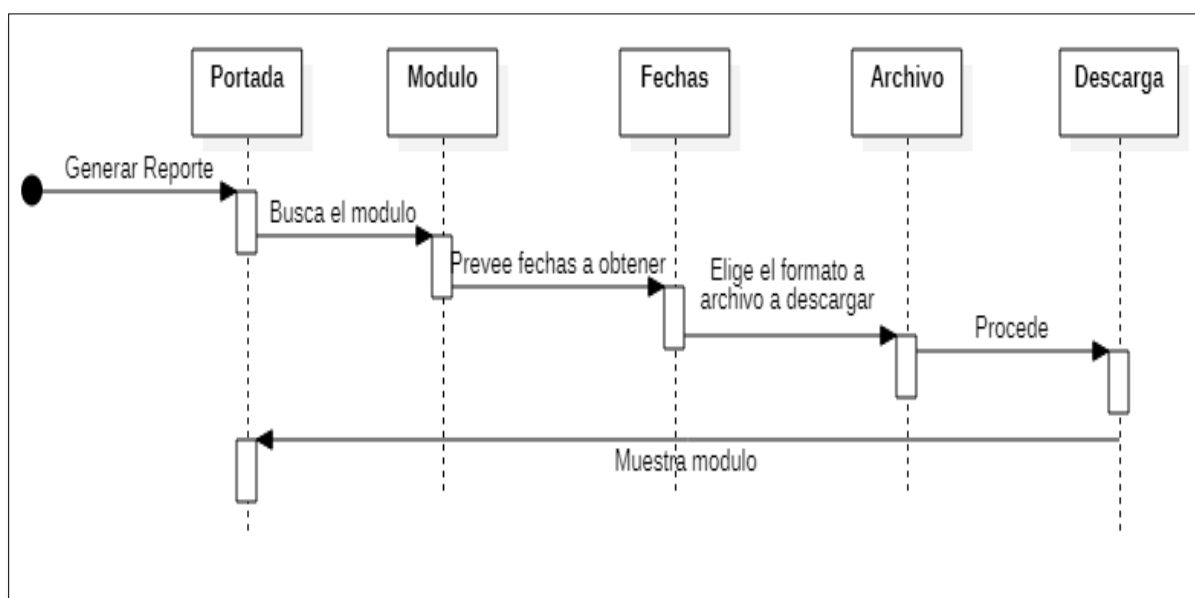 Portada
Modulo
Fechas
Archivo
Descarga
Generar Reporte
Busca el modulo
Prevee fechas a obtener
Elige el formato a
archivo a descargar
Procede
Muestra modulo